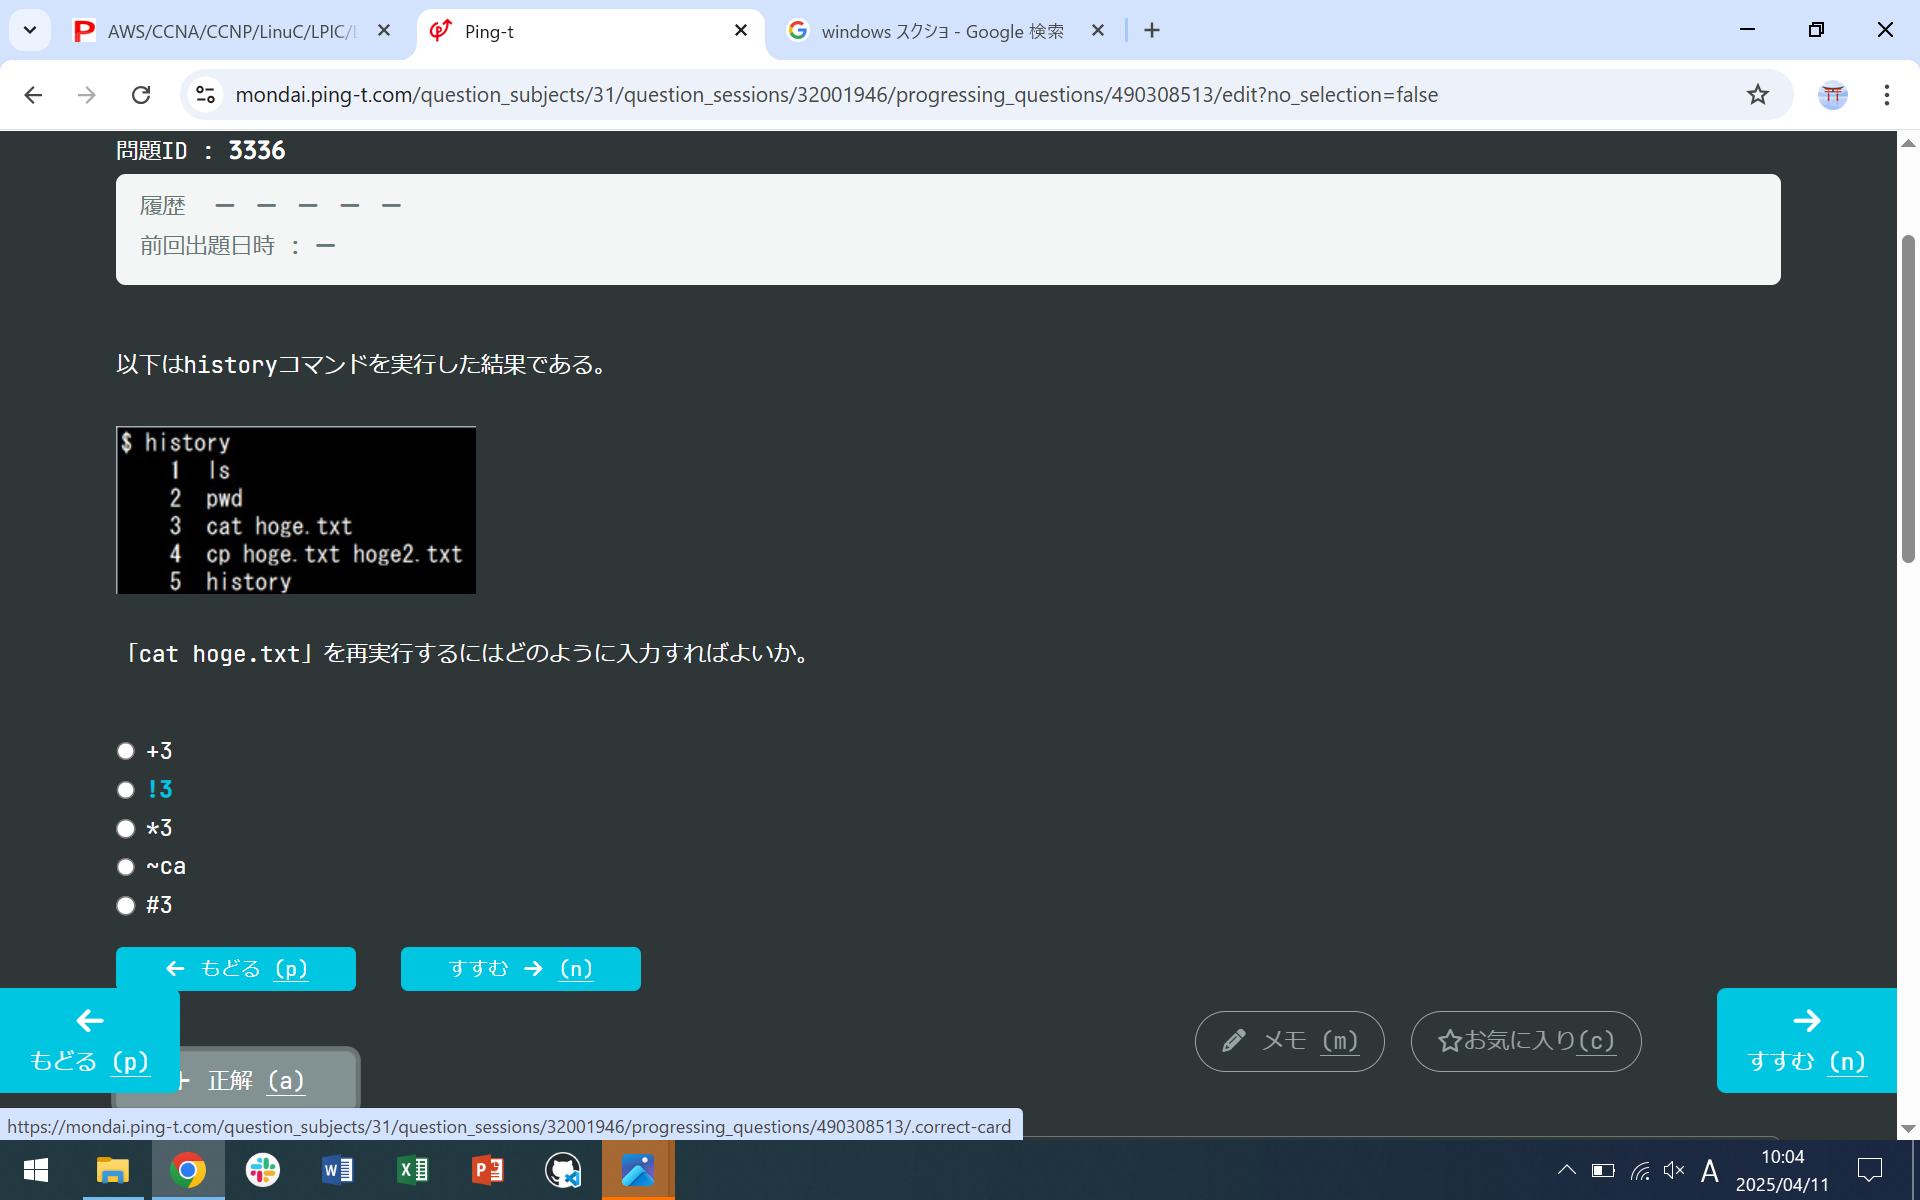 AWS/CCNA/CCNP/LinuC/LPIC/
Ping-t
windows スクショ - Google 検索
mondai.ping-t.com/question_subjects/31/question_sessions/32001946/progressing_questions/490308513/edit?no_selection=false
問題ID : 3336
履歴 ー ー ー ー ー
前回出題日時 : ー
以下はhistoryコマンドを実行した結果である。
$ history
1 ls
2 pwd
3 cat hoge.txt
4 cp hoge.txt hoge2.txt
5 history
「cat hoge.txt」を再実行するにはどのように入力すればよいか。
+3
!3
*3
~ca
#3
← もどる (p)
すすむ → (n)
←
もどる (p)
+ 正解 (a)
メモ (m)
☆お気に入り(c)
→
すすむ (n)
https://mondai.ping-t.com/question_subjects/31/question_sessions/32001946/progressing_questions/490308513/.correct-card
A
10:04
2025/04/11